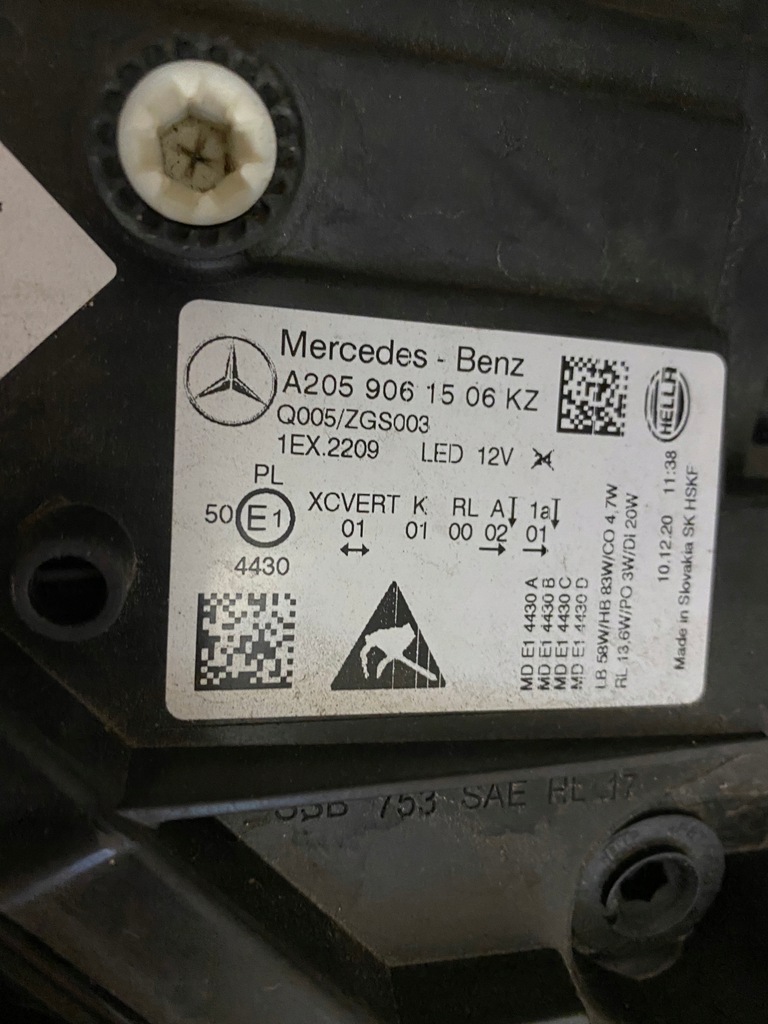 Mercedes - Benz
A205 906 15 06 KZ
Q005/ZGS003
1EX.2209 LED 12V
PL
50 E1
4430
XCVERT K RL A 1a
01 01 00 02 01
MD E1 4430 A
MD E1 4430 B
MD E1 4430 C
MD E1 4430 D
LB 58W/HB 83W/CO 4,7W
RL 13,6W/PO 3W/DI 20W
HELLA
10.12.20 11:38
Made in Slovakia SK HSKF
753 SAE HL 17